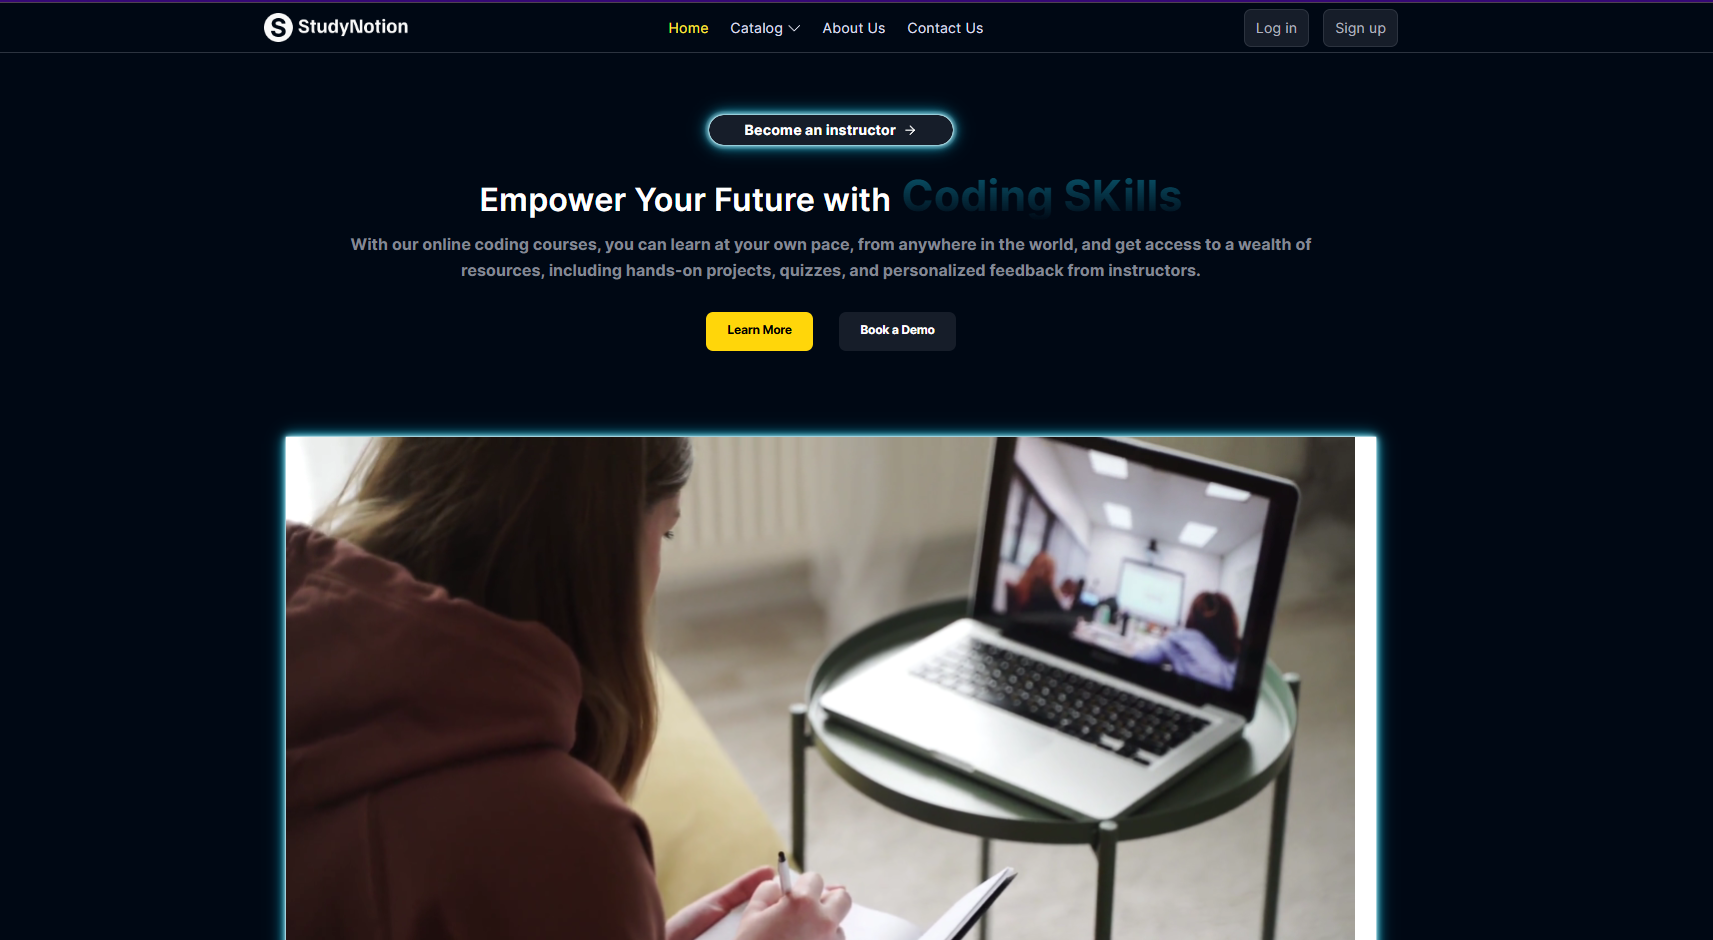 StudyNotion
Home Catalog About Us Contact Us
Log in Sign up
Become an instructor →
Empower Your Future with Coding SKills
With our online coding courses, you can learn at your own pace, from anywhere in the world, and get access to a wealth of
resources, including hands-on projects, quizzes, and personalized feedback from instructors.
Learn More Book a Demo